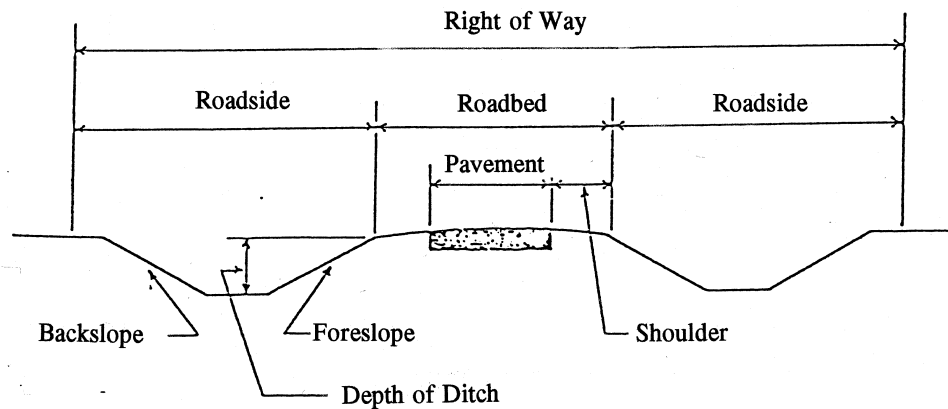 Right of Way
Roadside Roadbed Roadside
Pavement
Backslope Foreslope Shoulder
Depth of Ditch